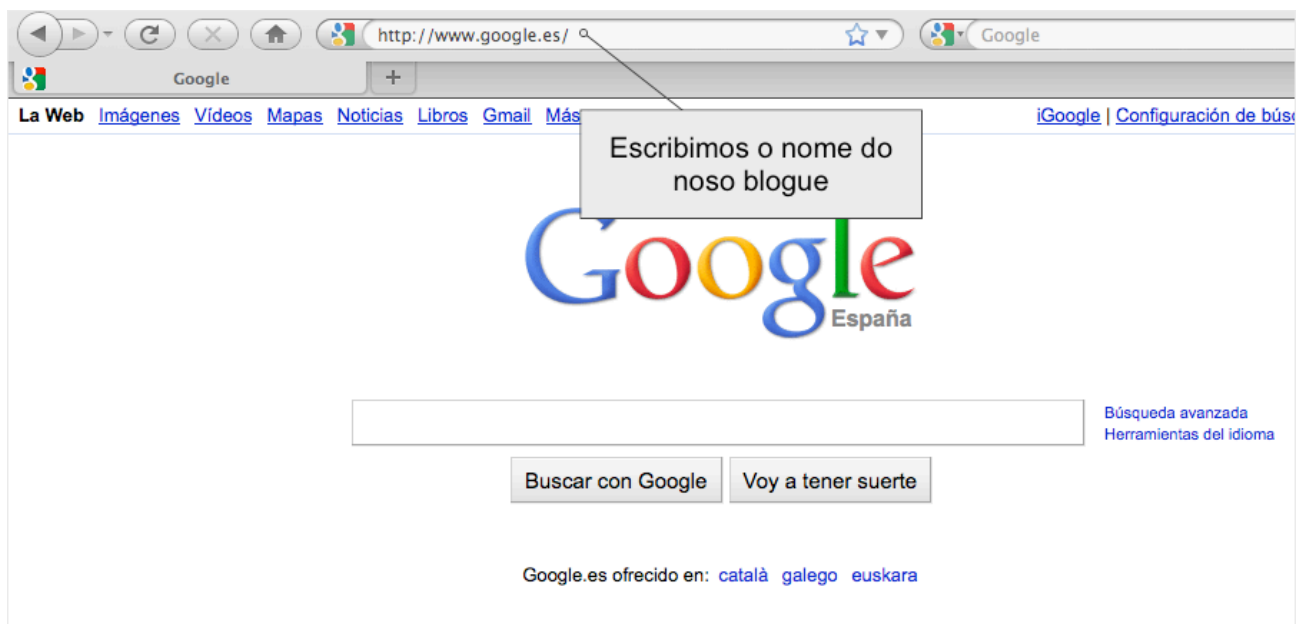 http://www.google.es/
Google
Google
+
La Web Imágenes Vídeos Mapas Noticias Libros Gmail Más
iGoogle | Configuración de
Escribimos o nome do
noso blogue
Google
España
Búsqueda avanzada
Herramientas del idioma
Buscar con Google
Voy a tener suerte
Google.es ofrecido en: català galego euskara